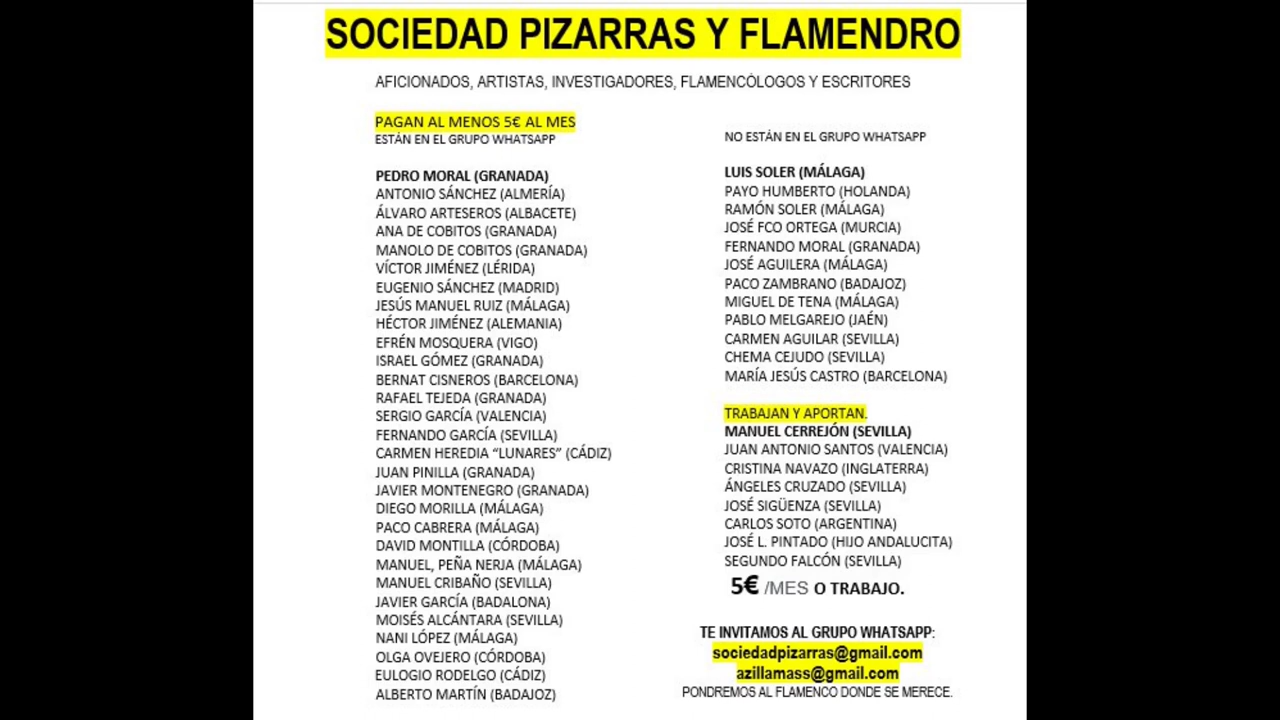 SOCIEDAD PIZARRAS Y FLAMENDRO
AFICIONADOS, ARTISTAS, INVESTIGADORES, FLAMENCÓLOGOS Y ESCRITORES
PAGAN AL MENOS 5€ AL MES
ESTÁN EN EL GRUPO WHATSAPP
PEDRO MORAL (GRANADA)
ANTONIO SÁNCHEZ (ALMERÍA)
ÁLVARO ARTESEROS (ALBACETE)
ANA DE COBITOS (GRANADA)
MANOLO DE COBITOS (GRANADA)
VÍCTOR JIMÉNEZ (LÉRIDA)
EUGENIO SÁNCHEZ (MADRID)
JESÚS MANUEL RUIZ (MÁLAGA)
HÉCTOR JIMÉNEZ (ALEMANIA)
EFRÉN MOSQUERA (VIGO)
ISRAEL GÓMEZ (GRANADA)
BERNAT CISNEROS (BARCELONA)
RAFAEL TEJEDA (GRANADA)
SERGIO GARCÍA (VALENCIA)
FERNANDO GARCÍA (SEVILLA)
CARMEN HEREDIA “LUNARES” (CÁDIZ)
JUAN PINILLA (GRANADA)
JAVIER MONTENEGRO (GRANADA)
DIEGO MORILLA (MÁLAGA)
PACO CABRERA (MÁLAGA)
DAVID MONTILLA (CÓRDOBA)
MANUEL, PEÑA NERJA (MÁLAGA)
MANUEL CRIBAÑO (SEVILLA)
JAVIER GARCÍA (BADALONA)
MOISÉS ALCÁNTARA (SEVILLA)
NANI LÓPEZ (MÁLAGA)
OLGA OVEJERO (CÓRDOBA)
EULOGIO RODELGO (CÁDIZ)
ALBERTO MARTÍN (BADAJOZ)
NO ESTÁN EN EL GRUPO WHATSAPP
LUIS SOLER (MÁLAGA)
PAYO HUMBERTO (HOLANDA)
RAMÓN SOLER (MÁLAGA)
JOSÉ FCO ORTEGA (MURCIA)
FERNANDO MORAL (GRANADA)
JOSÉ AGUILERA (MÁLAGA)
PACO ZAMBRANO (BADAJOZ)
MIGUEL DE TENA (MÁLAGA)
PABLO MELGAREJO (JAÉN)
CARMEN AGUILAR (SEVILLA)
CHEMA CEJUDO (SEVILLA)
MARÍA JESÚS CASTRO (BARCELONA)
TRABAJAN Y APORTAN.
MANUEL CERREJÓN (SEVILLA)
JUAN ANTONIO SANTOS (VALENCIA)
CRISTINA NAVAZO (INGLATERRA)
ÁNGELES CRUZADO (SEVILLA)
JOSÉ SIGÜENZA (SEVILLA)
CARLOS SOTO (ARGENTINA)
JOSÉ L. PINTADO (HIJO ANDALUCITA)
SEGUNDO FALCÓN (SEVILLA)
5€ /MES O TRABAJO.
TE INVITAMOS AL GRUPO WHATSAPP:
sociedadpizarras@gmail.com
azillamass@gmail.com
PONDREMOS AL FLAMENCO DONDE SE MERECE.